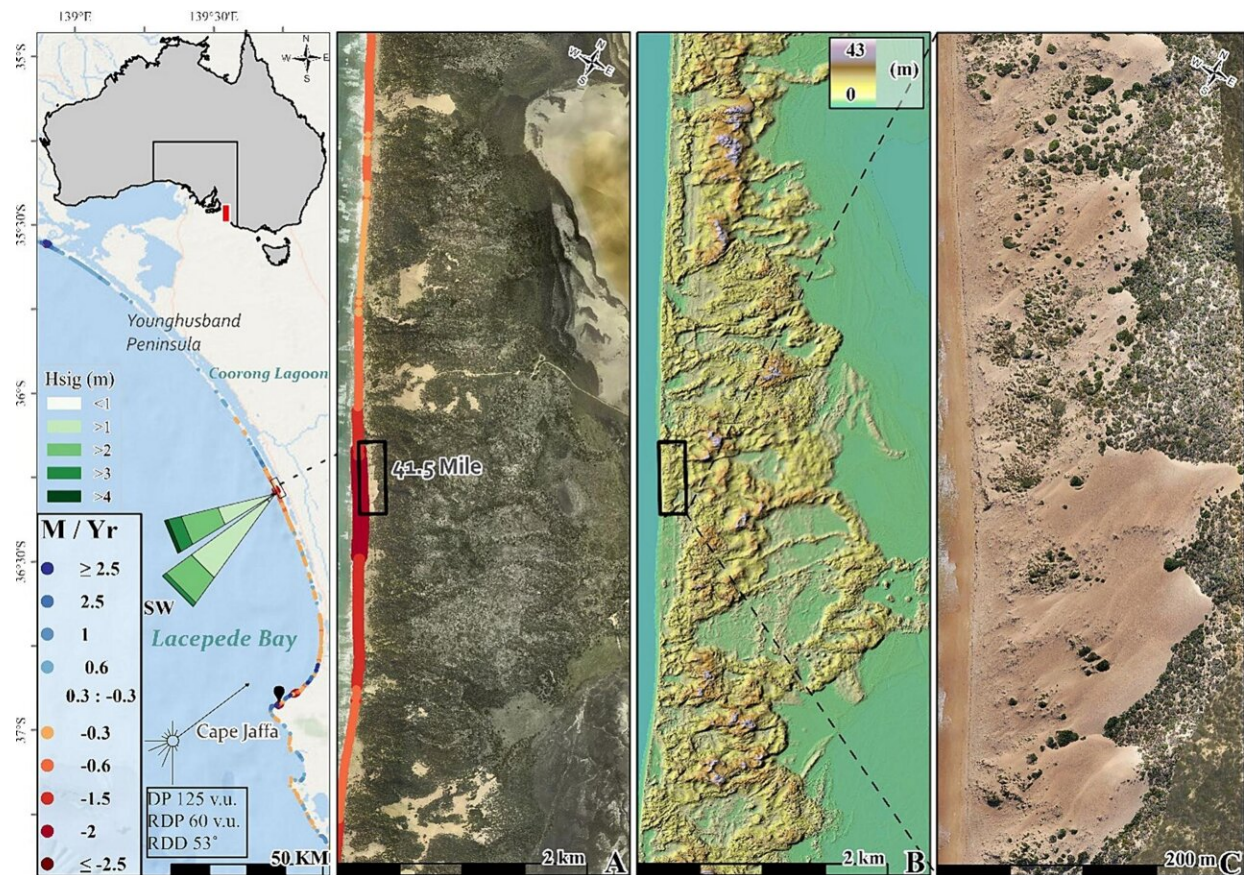 139°E
139°30'E
35°S
N
W E
S
35°30'S
Younghusband
Peninsula
Coorong Lagoon
Hsig (m)
<1
>1
>2
>3
>4
36°S
36°30'S
37°S
M / Yr
≥ 2.5
2.5
1
0.6
0.3 : -0.3
-0.3
-0.6
-1.5
-2
≤ -2.5
SW
Lacepede Bay
Cape Jaffa
DP 125 v.u.
RDP 60 v.u.
RDD 53°
50 KM
N
W E
S
41.5 Mile
2 km
A
43
(m)
0
2 km
B
N
W E
S
200 m
C